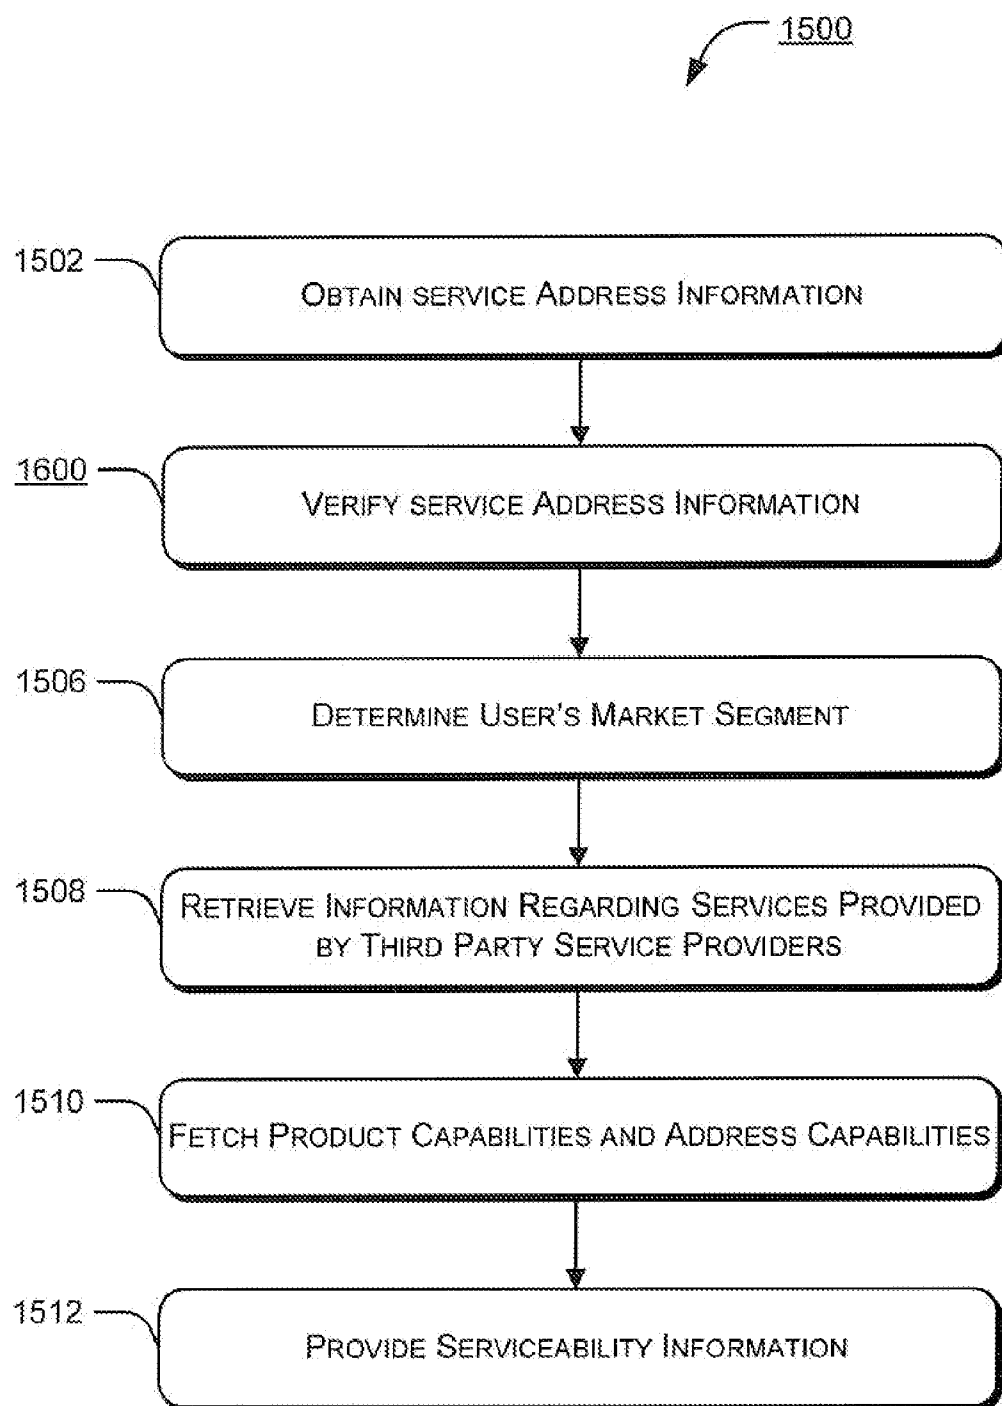 1500
1502
OBTAIN SERVICE ADDRESS INFORMATION
1600
VERIFY SERVICE ADDRESS INFORMATION
1506
DETERMINE USER'S MARKET SEGMENT
1508
RETRIEVE INFORMATION REGARDING SERVICES PROVIDED
BY THIRD PARTY SERVICE PROVIDERS
1510
FETCH PRODUCT CAPABILITIES AND ADDRESS CAPABILITIES
1512
PROVIDE SERVICEABILITY INFORMATION